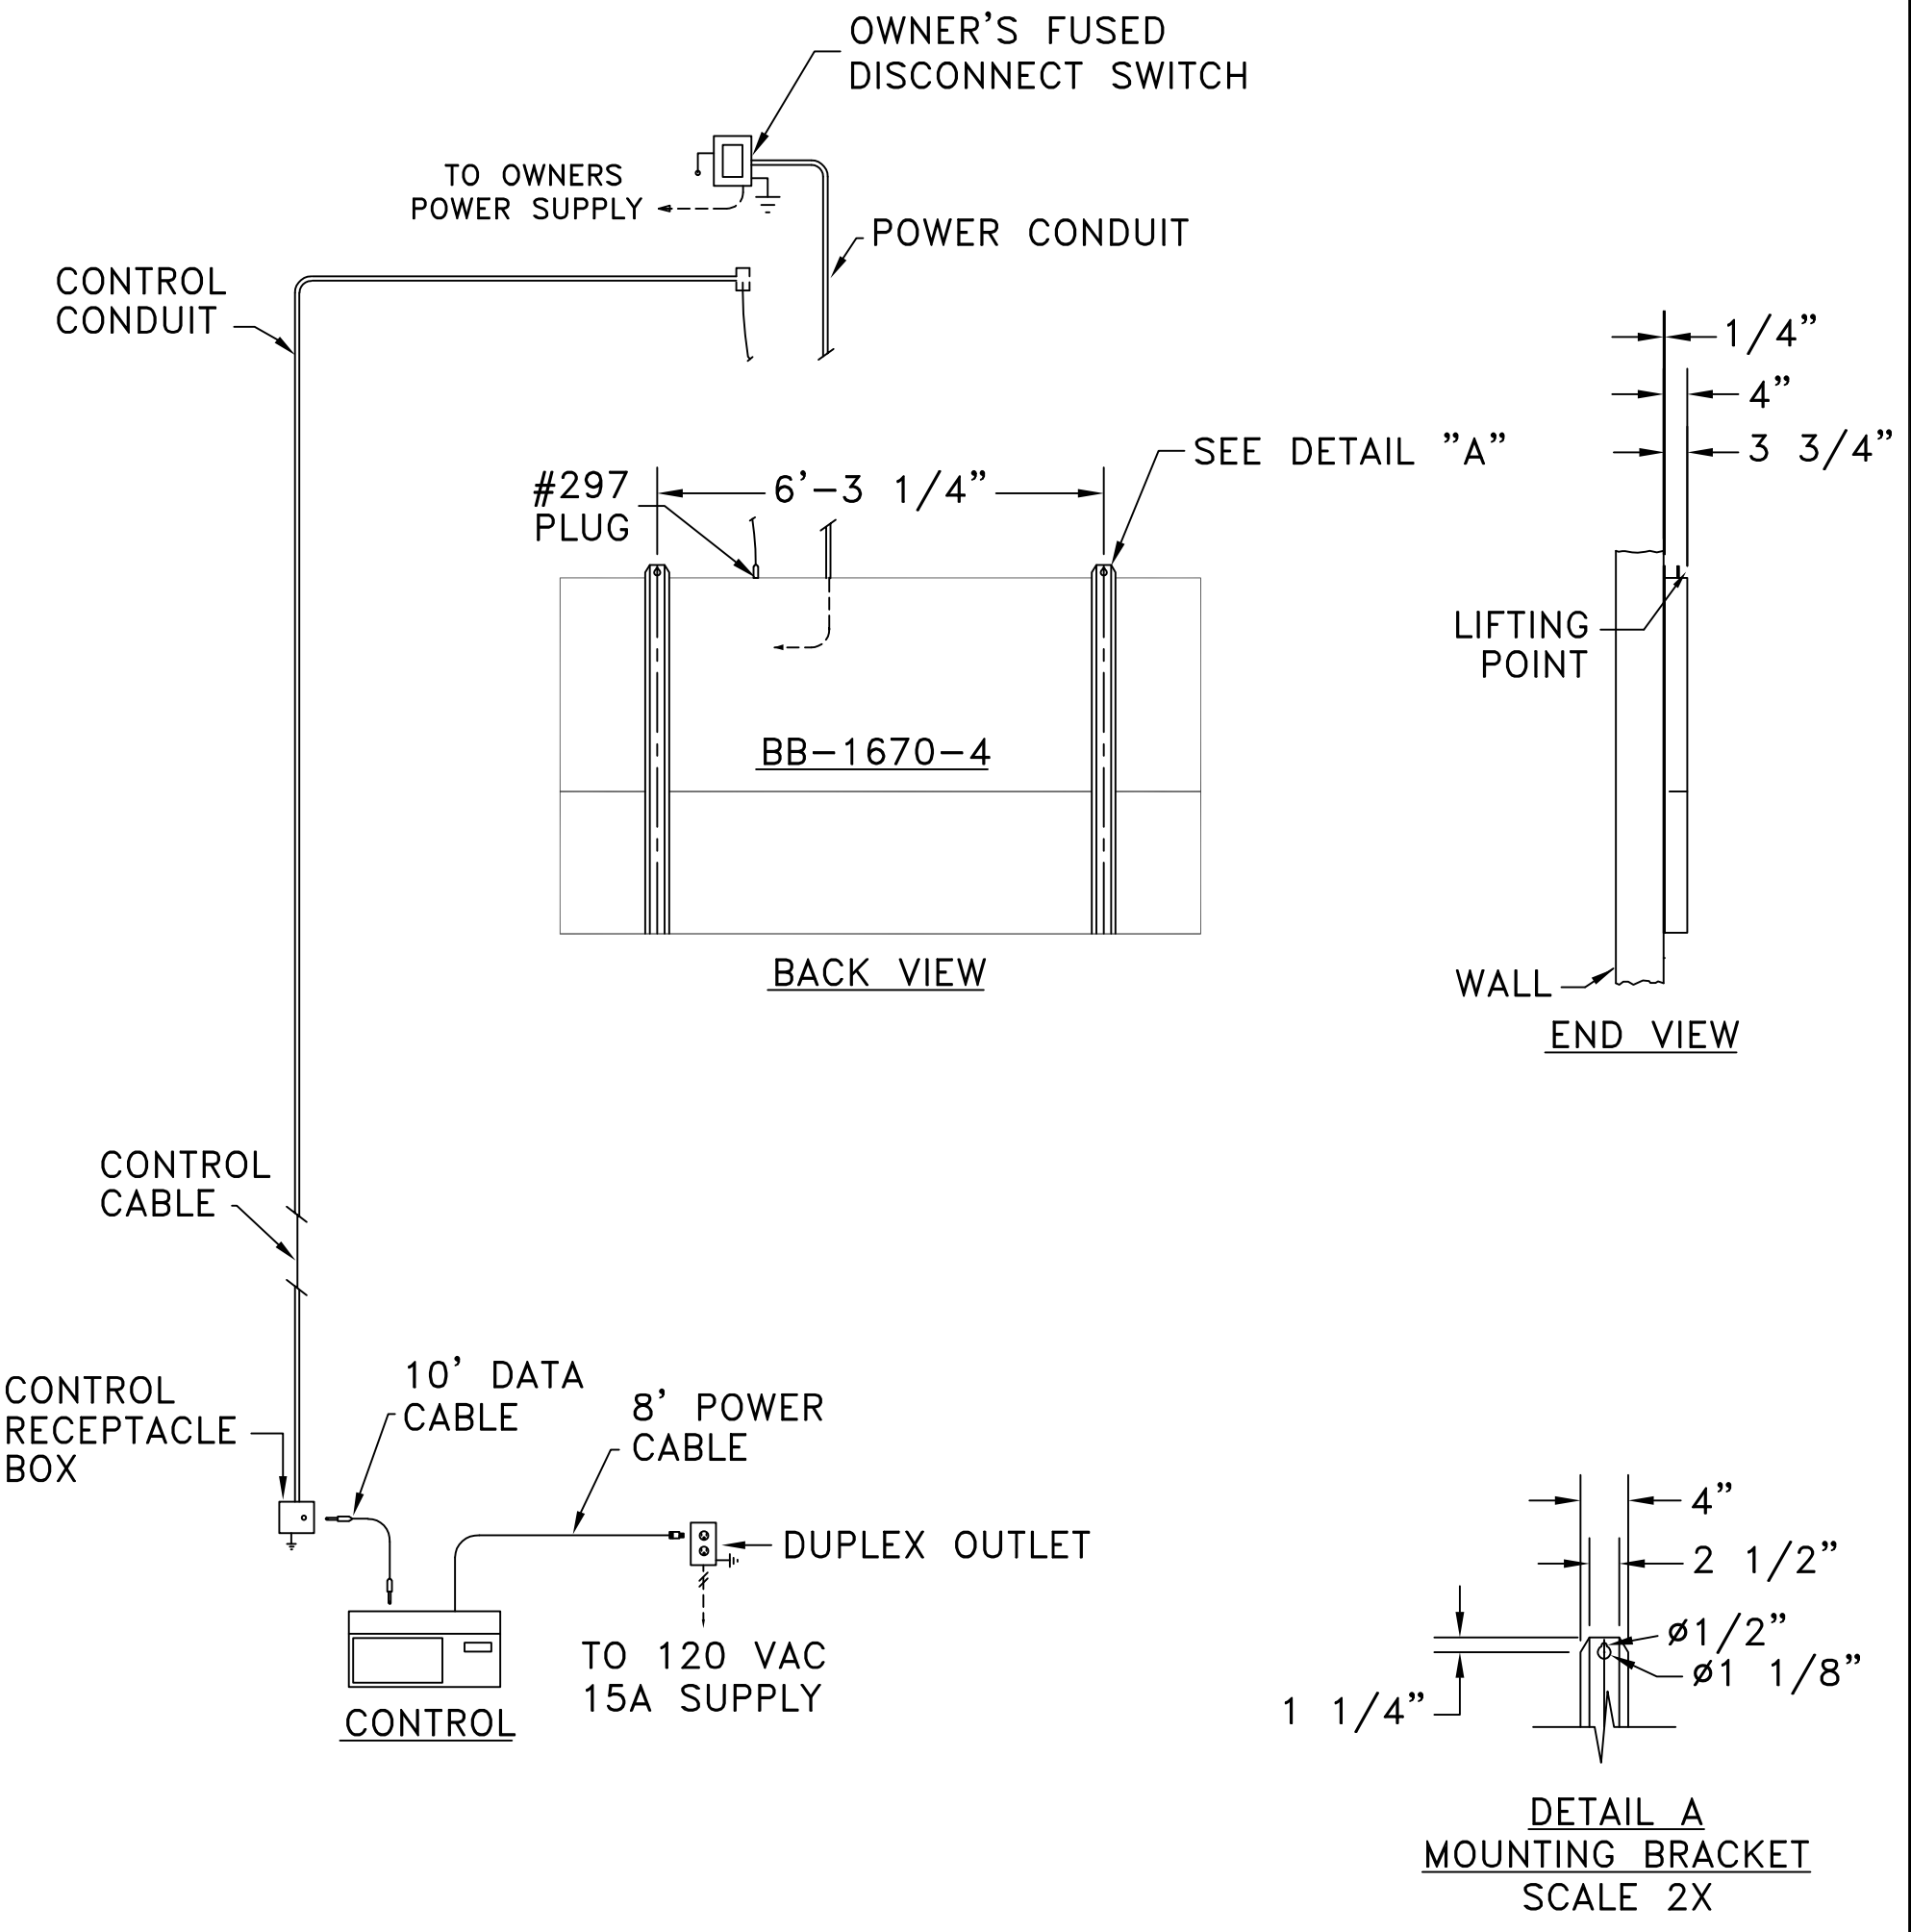 OWNER'S FUSED
DISCONNECT SWITCH
TO OWNERS
POWER SUPPLY
POWER CONDUIT
CONTROL
CONDUIT
1/4"
4"
3 3/4"
SEE DETAIL "A"
#297
PLUG
6'-3 1/4"
LIFTING
POINT
BB-1670-4
BACK VIEW
WALL
END VIEW
CONTROL
CABLE
CONTROL
RECEPTACLE
BOX
10' DATA
CABLE
8' POWER
CABLE
DUPLEX OUTLET
TO 120 VAC
15A SUPPLY
CONTROL
4"
2 1/2"
ø1/2"
ø1 1/8"
1 1/4"
DETAIL A
MOUNTING BRACKET
SCALE 2X